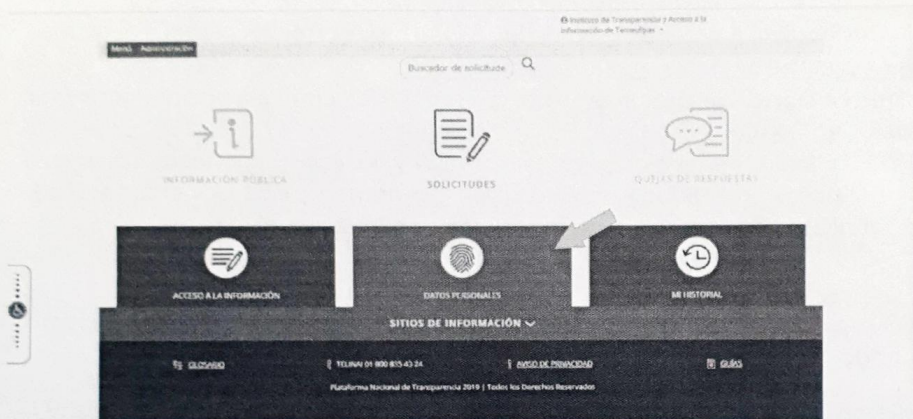 Instituto de Transparencia y Acceso a la
Información de Tamaulipas
Menú Administración
Buscador de solicitudes
INFORMACIÓN PÚBLICA
SOLICITUDES
QUEJAS DE RESPUESTAS
ACCESO A LA INFORMACIÓN
DATOS PERSONALES
MI HISTORIAL
SITIOS DE INFORMACIÓN
GLOSARIO
TELINAI 01 800 835-43-24
AVISO DE PRIVACIDAD
GUÍAS
Plataforma Nacional de Transparencia 2019 | Todos los Derechos Reservados